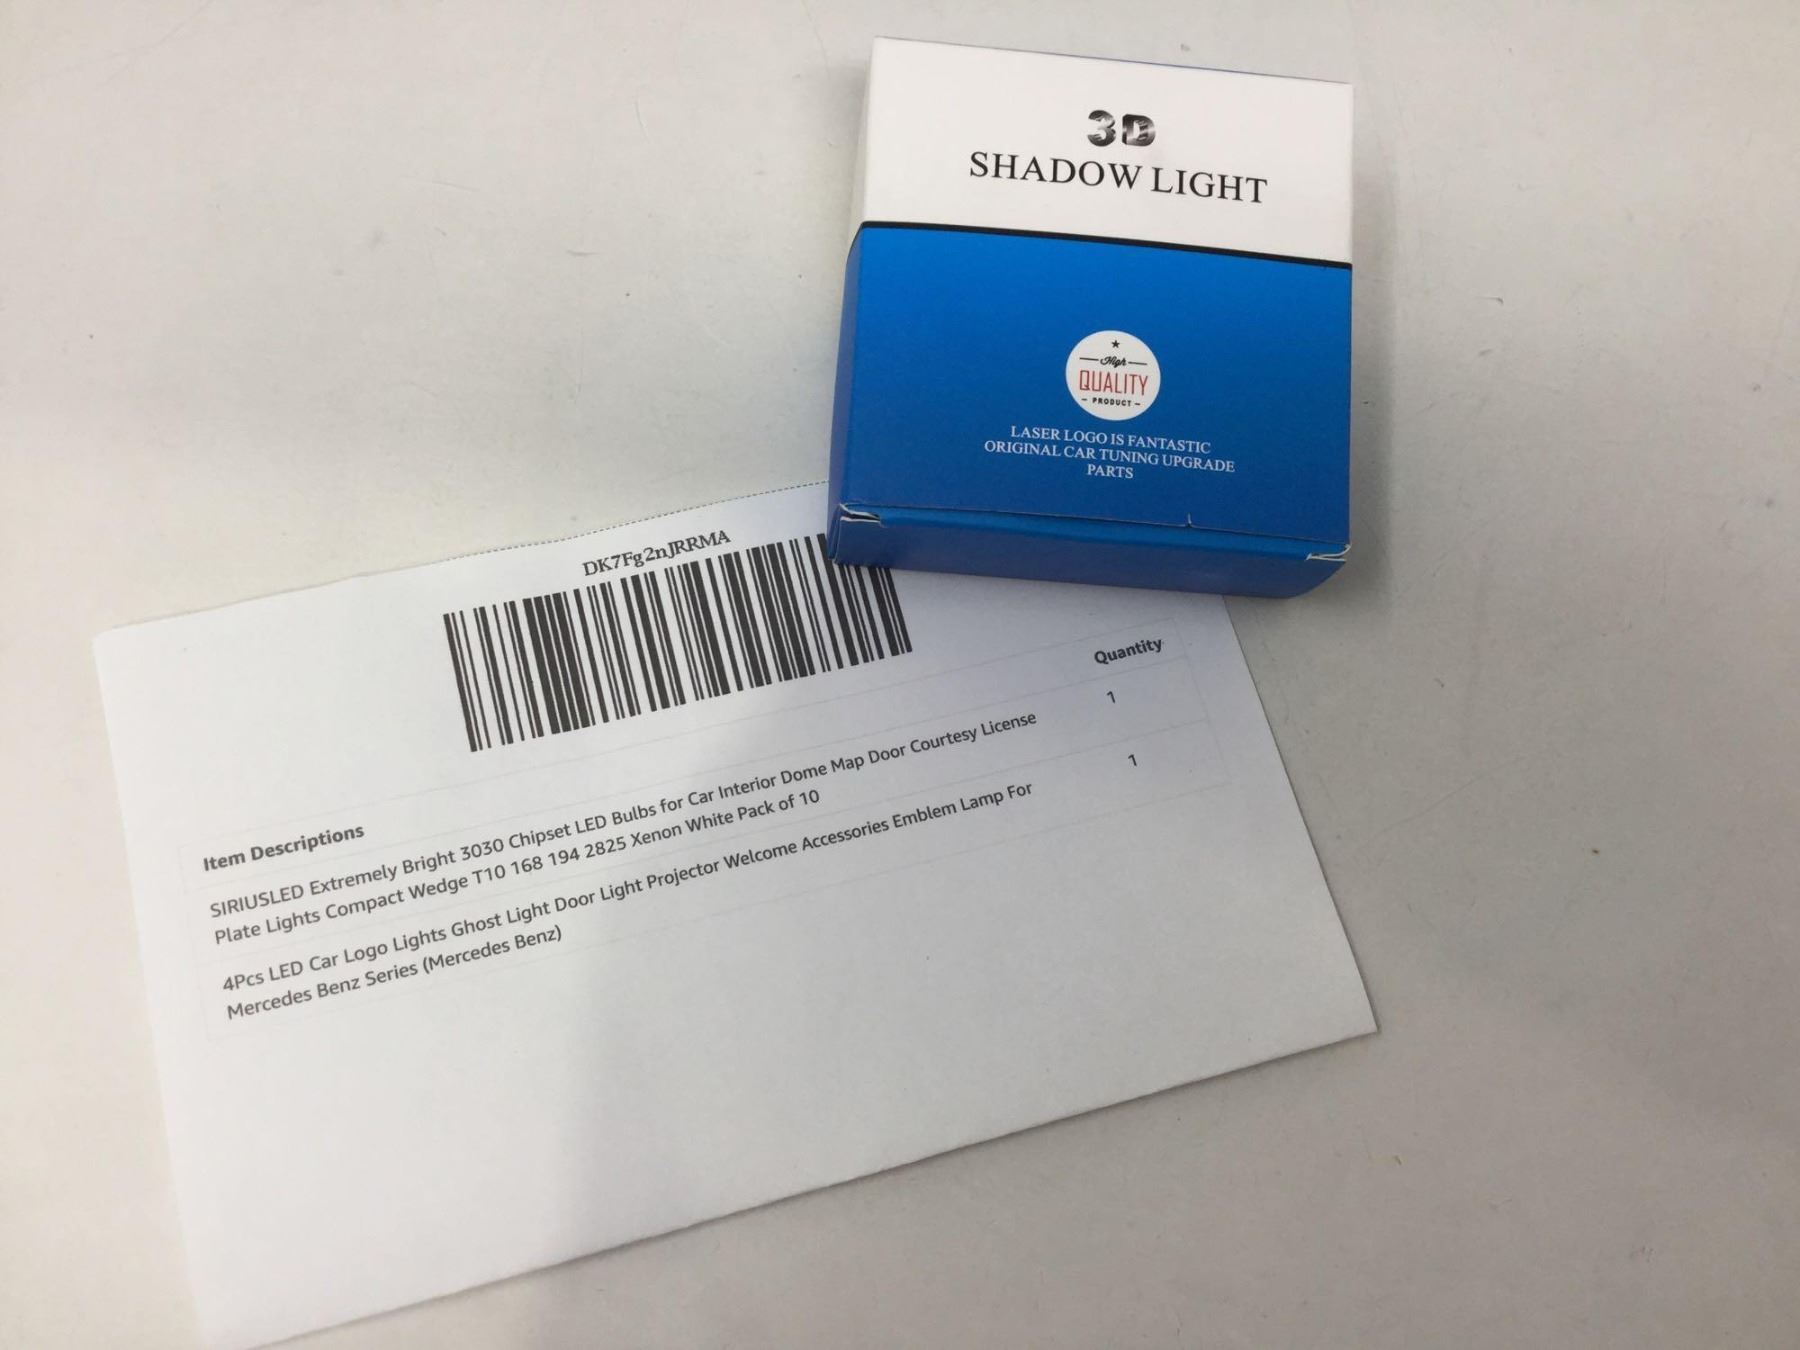 3D
SHADOW LIGHT
High
QUALITY
PRODUCT
LASER LOGO IS FANTASTIC
ORIGINAL CAR TUNING UPGRADE
PARTS
DK7Fg2nJRRMA
Item Descriptions Quantity
SIRIUSLED Extremely Bright 3030 Chipset LED Bulbs for Car Interior Dome Map Door Courtesy License 1
Plate Lights Compact Wedge T10 168 194 2825 Xenon White Pack of 10
4Pcs LED Car Logo Lights Ghost Light Door Light Projector Welcome Accessories Emblem Lamp For 1
Mercedes Benz Series (Mercedes Benz)